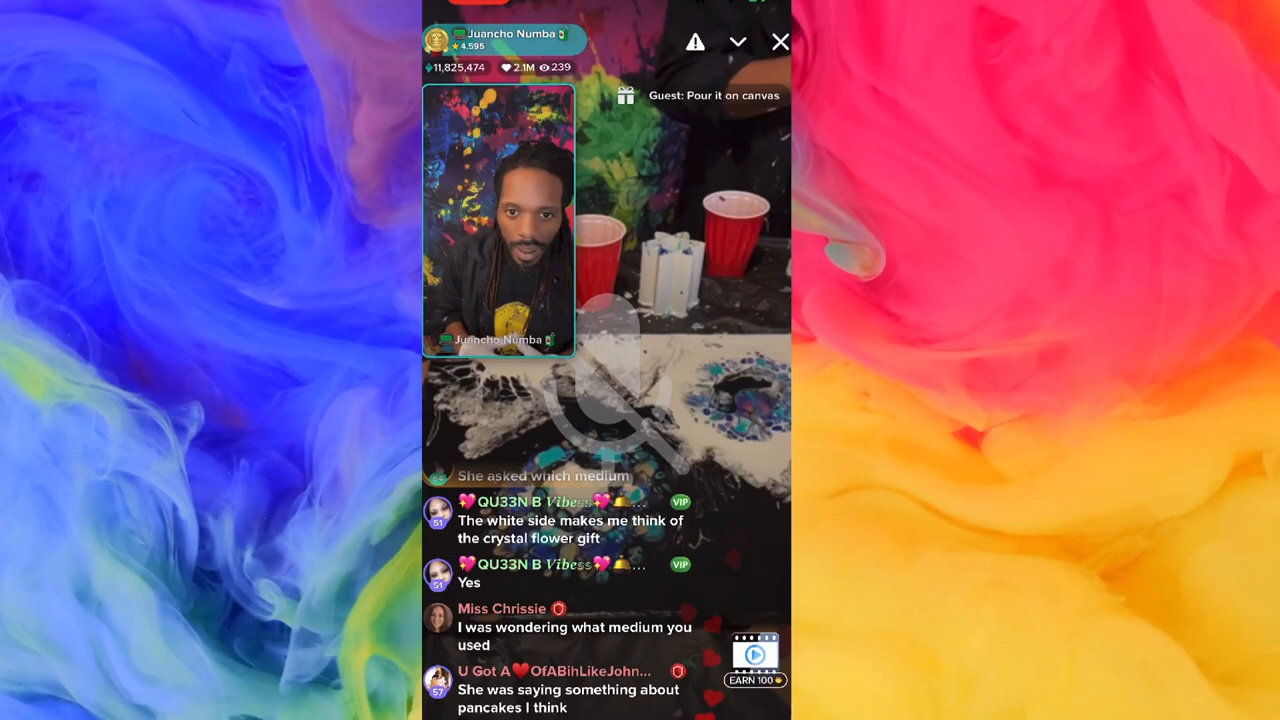 Juancho Numba
4,595
11,825,474 2.1M 239
Guest: Pour it on canvas
Juancho Numba
64
She asked which medium
QU33N B Vibess ... VIP
51
The white side makes me think of
the crystal flower gift
QU33N B Vibess ... VIP
51
Yes
Miss Chrissie
I was wondering what medium you
used
U Got A❤️OfABihLikeJohn...
57
She was saying something about
pancakes I think
EARN 100